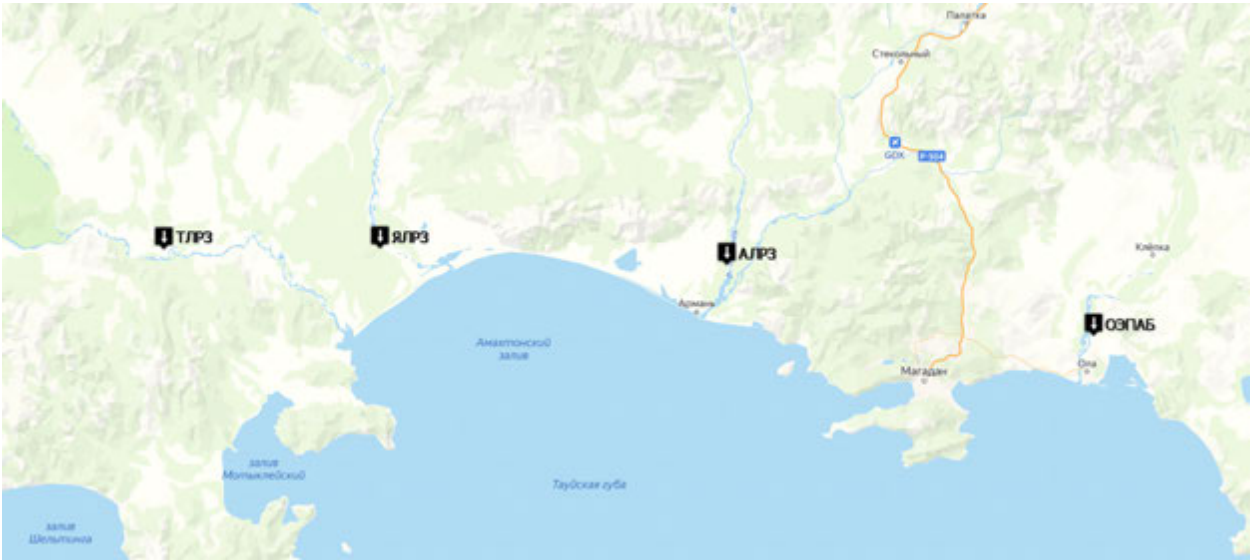 Палатка
Стекольный
GDX
Р-504
ТЛРЗ
ЯЛРЗ
АЛРЗ
Клёпка
Армань
ОЭПАБ
Амахтонский
залив
Ола
Магадан
залив
Мотыклейский
Тауйская губа
залив
Шельтинга